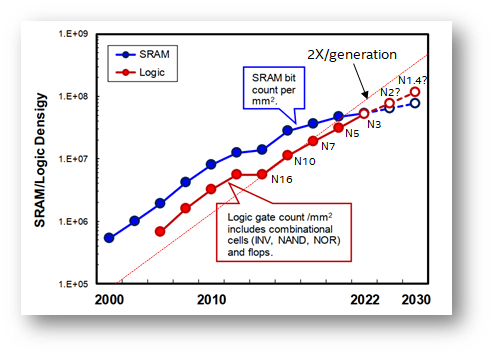 1.E+09
SRAM
Logic
2X/generation
N1.4?
N2?
1.E+08
SRAM bit
count per
mm².
N3
N5
N7
N10
SRAM/Logic Densigy
1.E+07
N16
1.E+06
Logic gate count /mm²
includes combinational
cells (INV, NAND, NOR)
and flops.
1.E+05
2000 2010 2022 2030